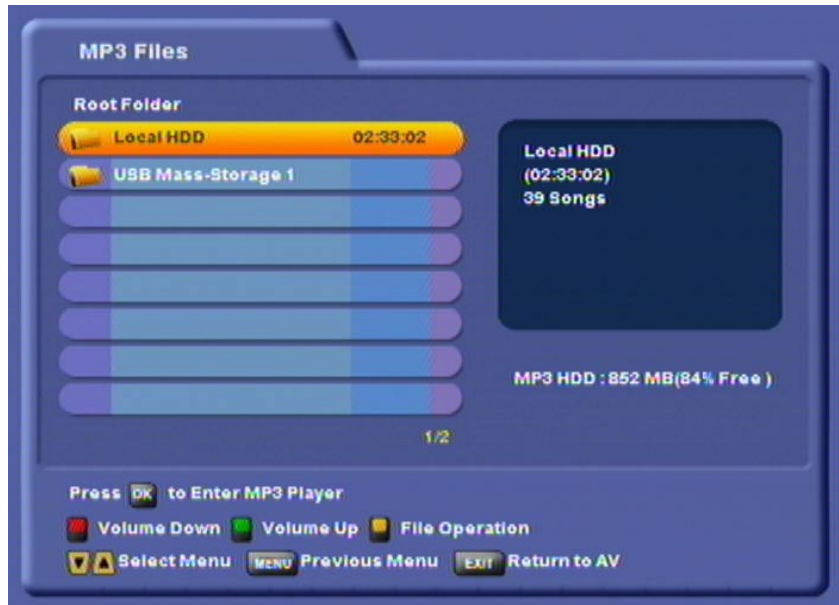 MP3 Files
Root Folder
Local HDD 02:33:02
USB Mass-Storage 1
Local HDD
(02:33:02)
39 Songs
MP3 HDD : 852 MB(84% Free )
1/2
Press OK to Enter MP3 Player
Volume Down Volume Up File Operation
Select Menu MENU Previous Menu EXIT Return to AV